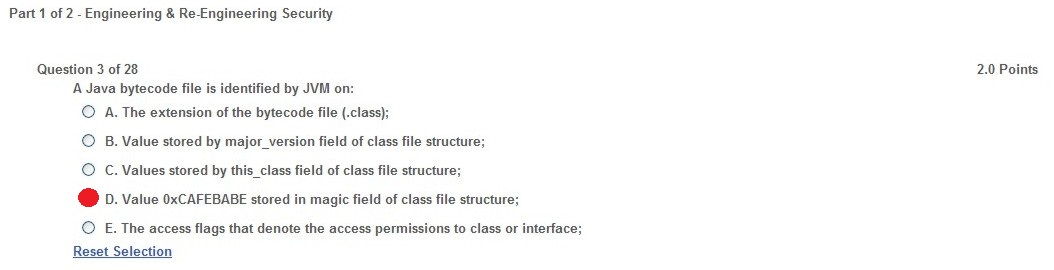 Part 1 of 2 - Engineering & Re-Engineering Security
Question 3 of 28 2.0 Points
A Java bytecode file is identified by JVM on:
A. The extension of the bytecode file (.class);
B. Value stored by major_version field of class file structure;
C. Values stored by this_class field of class file structure;
D. Value 0xCAFEBABE stored in magic field of class file structure;
E. The access flags that denote the access permissions to class or interface;
Reset Selection